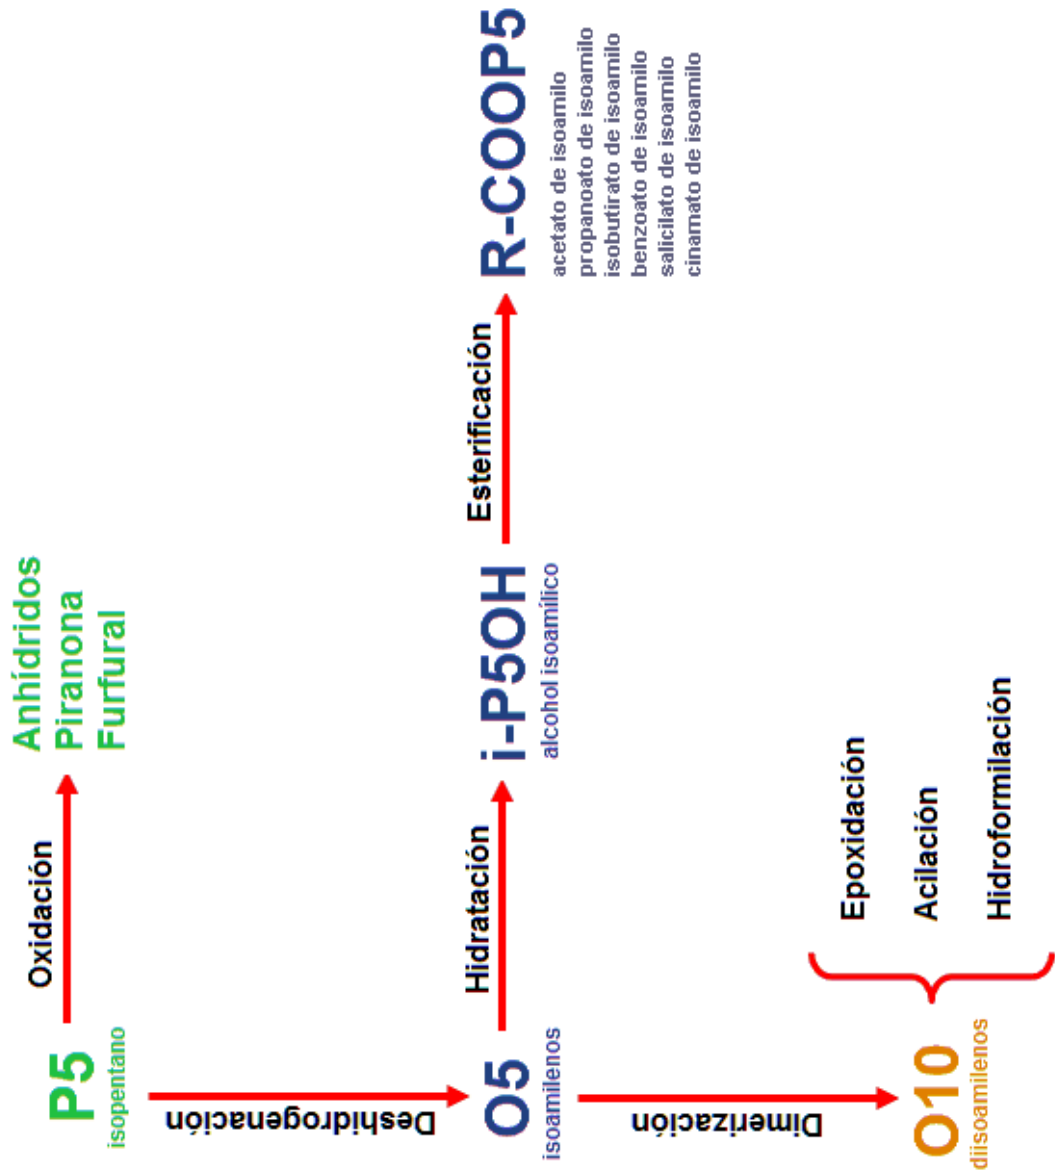 P5
isopentano
Oxidación
Anhídridos
Piranona
Furfural
Deshidrogenación
O5
isoamilenos
Hidratación
i-P5OH
alcohol isoamílico
Esterificación
R-COOP5
acetato de isoamilo
propanoato de isoamilo
isobutirato de isoamilo
benzoato de isoamilo
salicilato de isoamilo
cinamato de isoamilo
Dimerización
O10
diisoamilenos
Epoxidación
Acilación
Hidroformilación